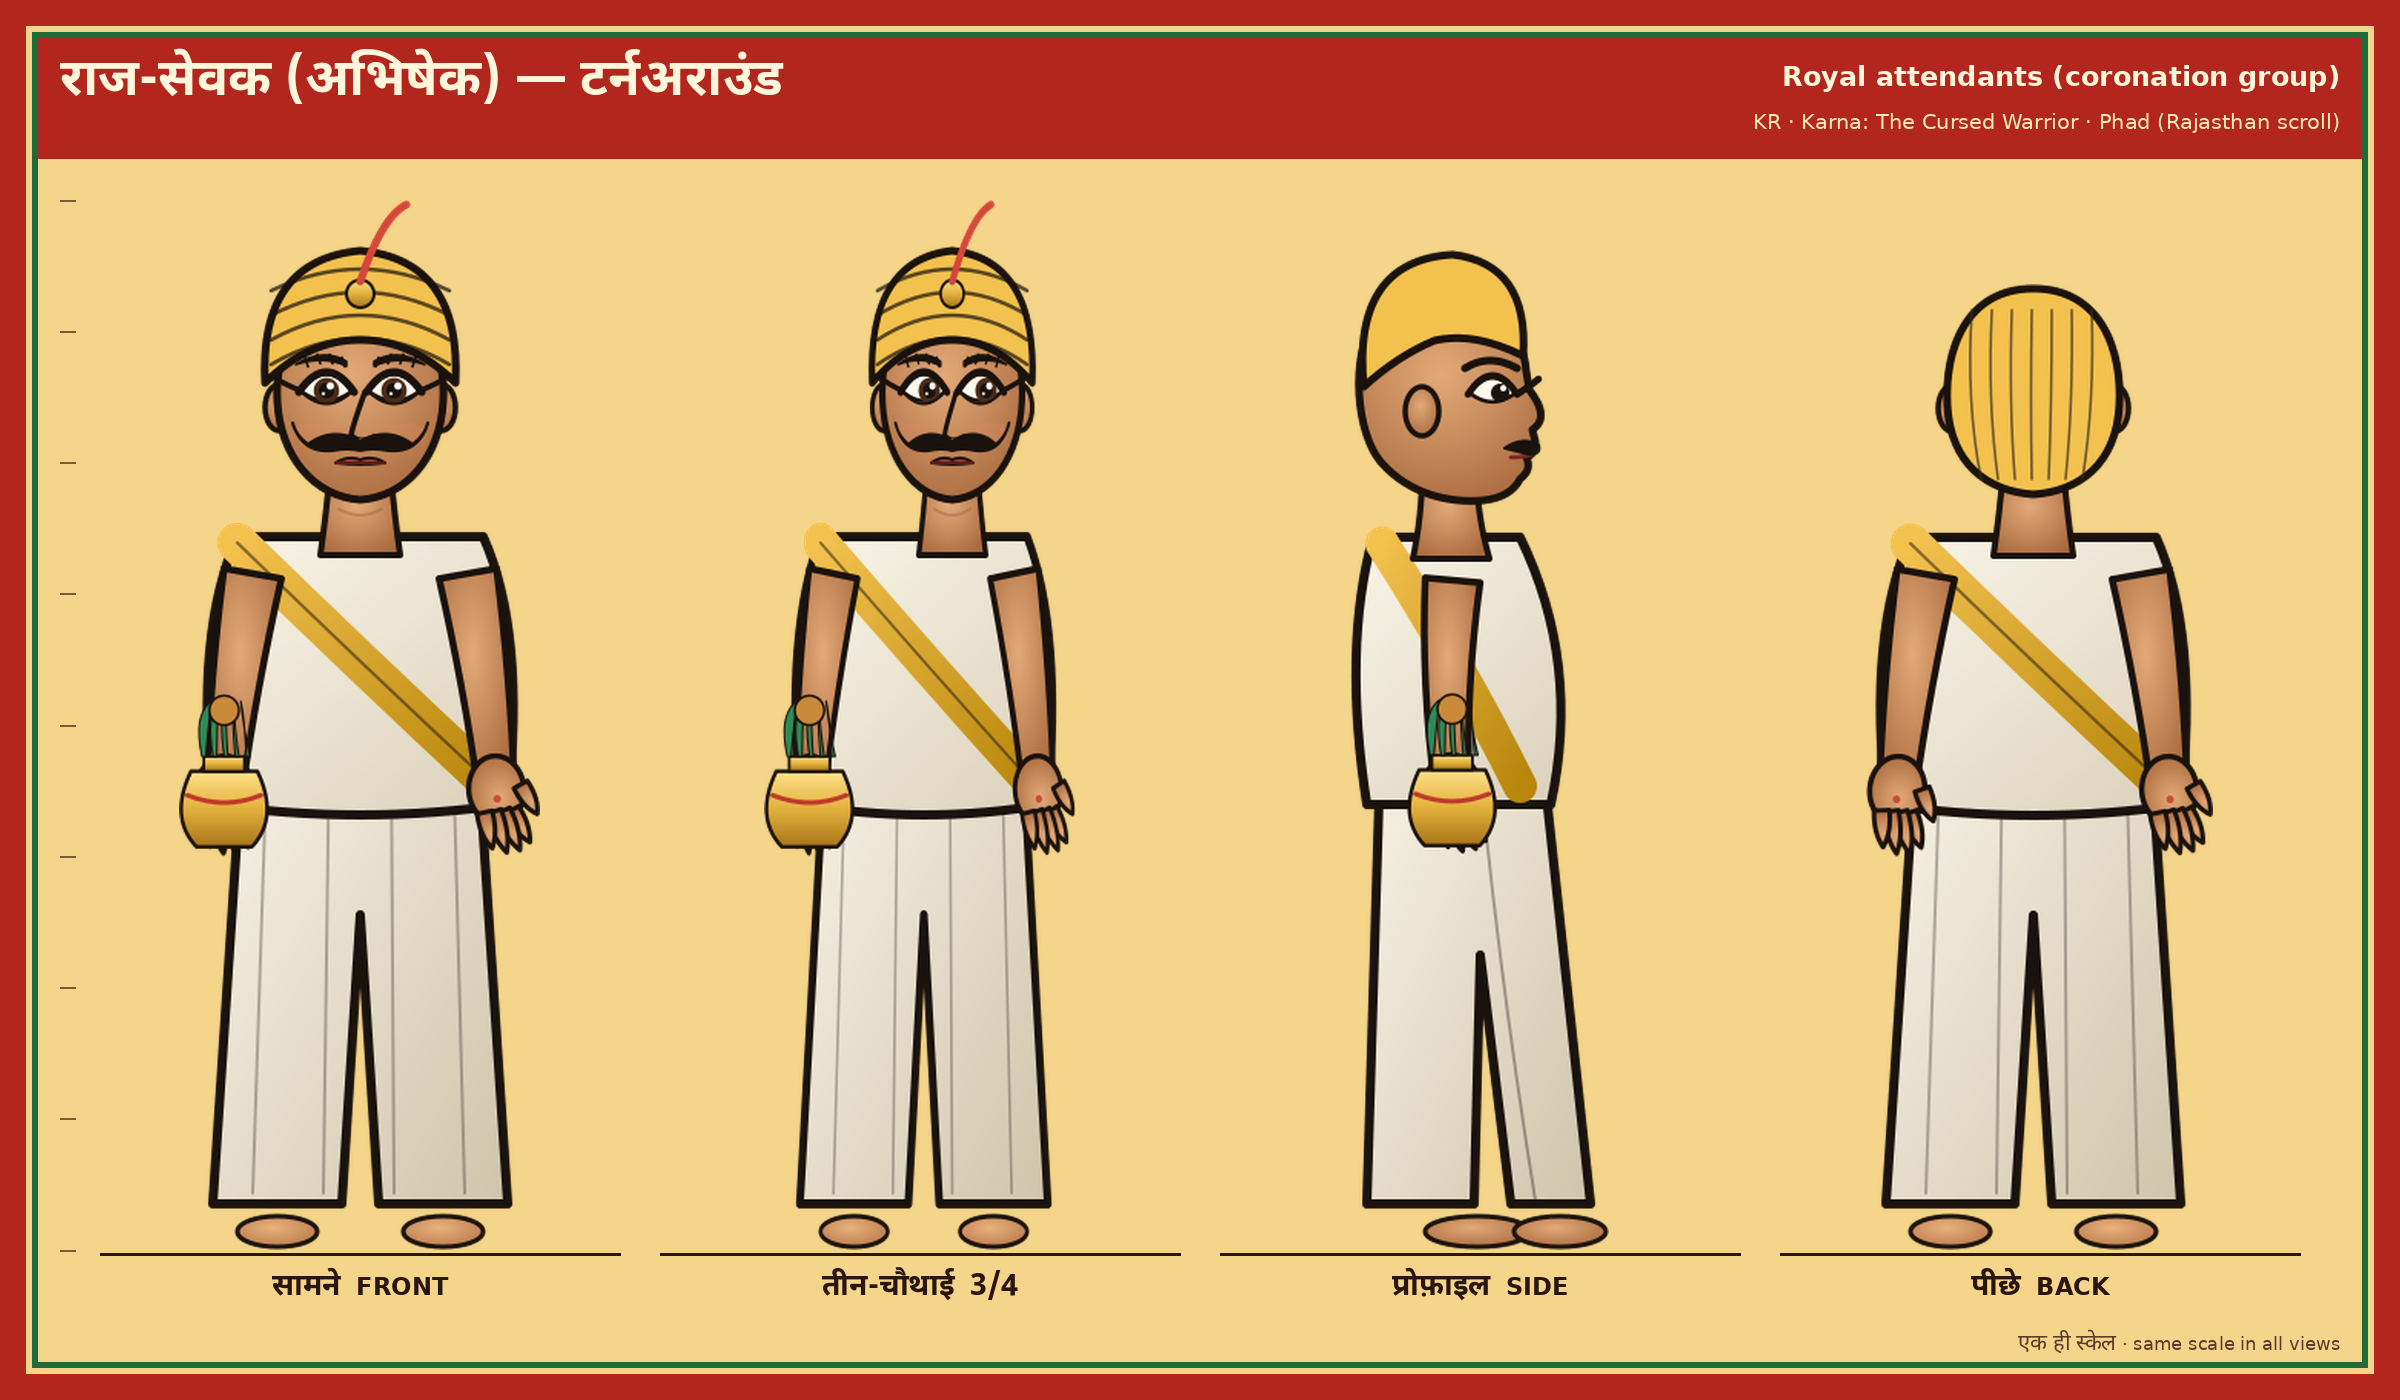 राज-सेवक (अभिषेक) — टर्नअराउंड
Royal attendants (coronation group)
KR · Karna: The Cursed Warrior · Phad (Rajasthan scroll)
सामने FRONT
तीन-चौथाई 3/4
प्रोफ़ाइल SIDE
पीछे BACK
एक ही स्केल · same scale in all views